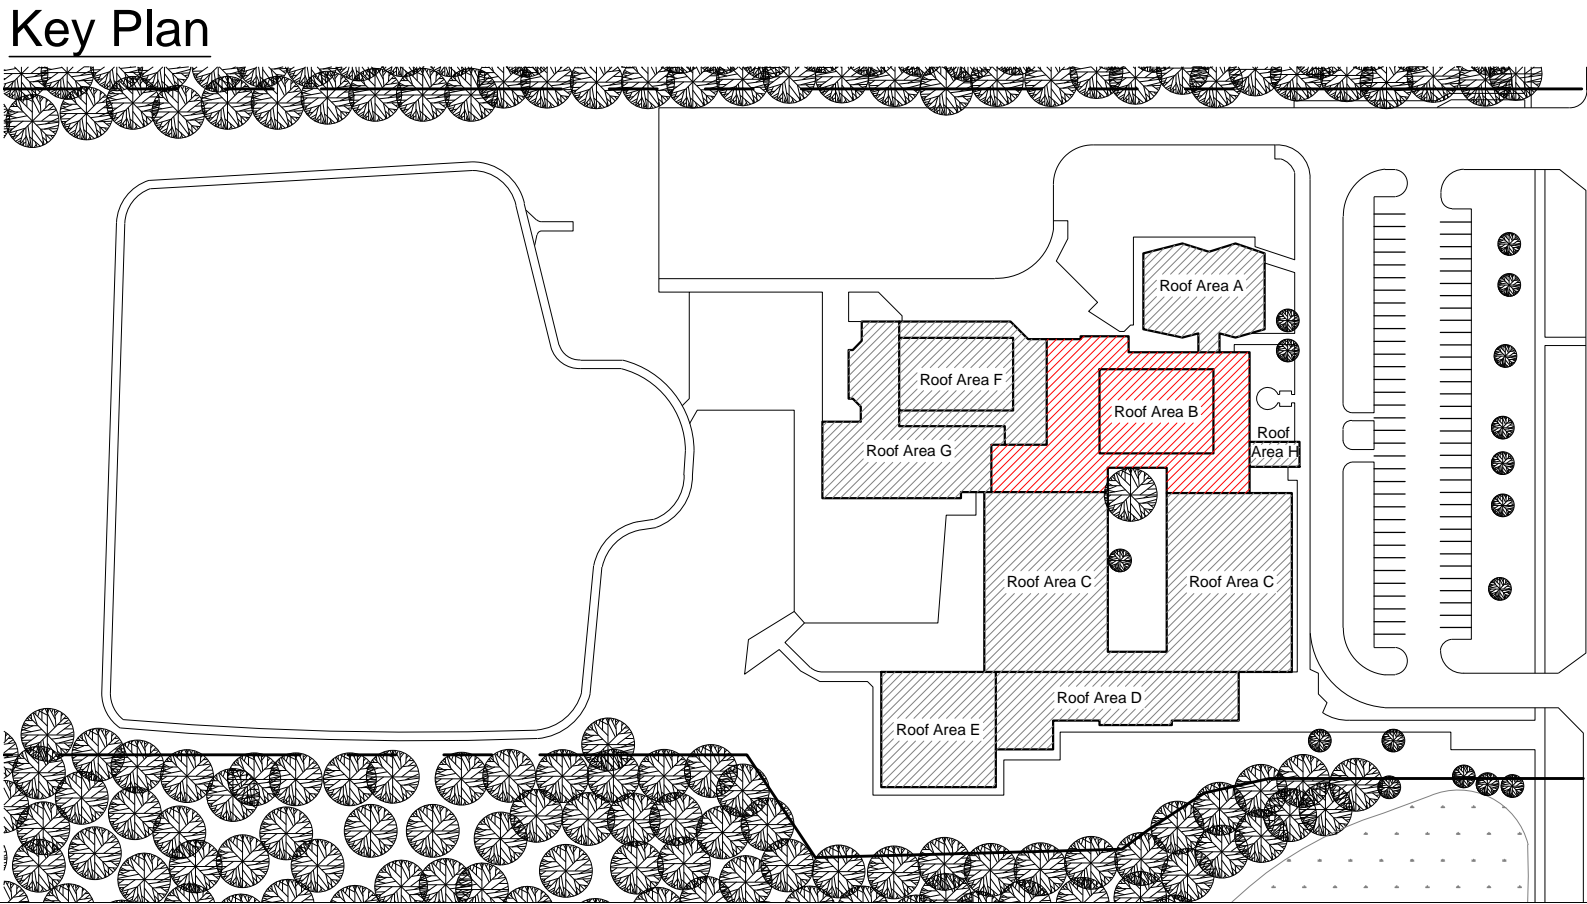 Key Plan
Roof Area A
Roof Area F
Roof Area B
Roof
Area H
Roof Area G
Roof Area C
Roof Area C
Roof Area D
Roof Area E